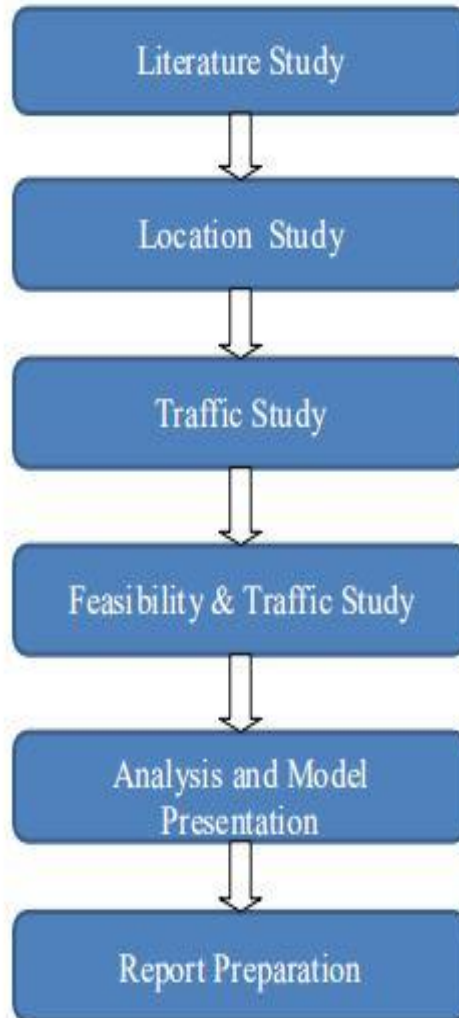 Literature Study
Location Study
Traffic Study
Feasibility & Traffic Study
Analysis and Model
Presentation
Report Preparation